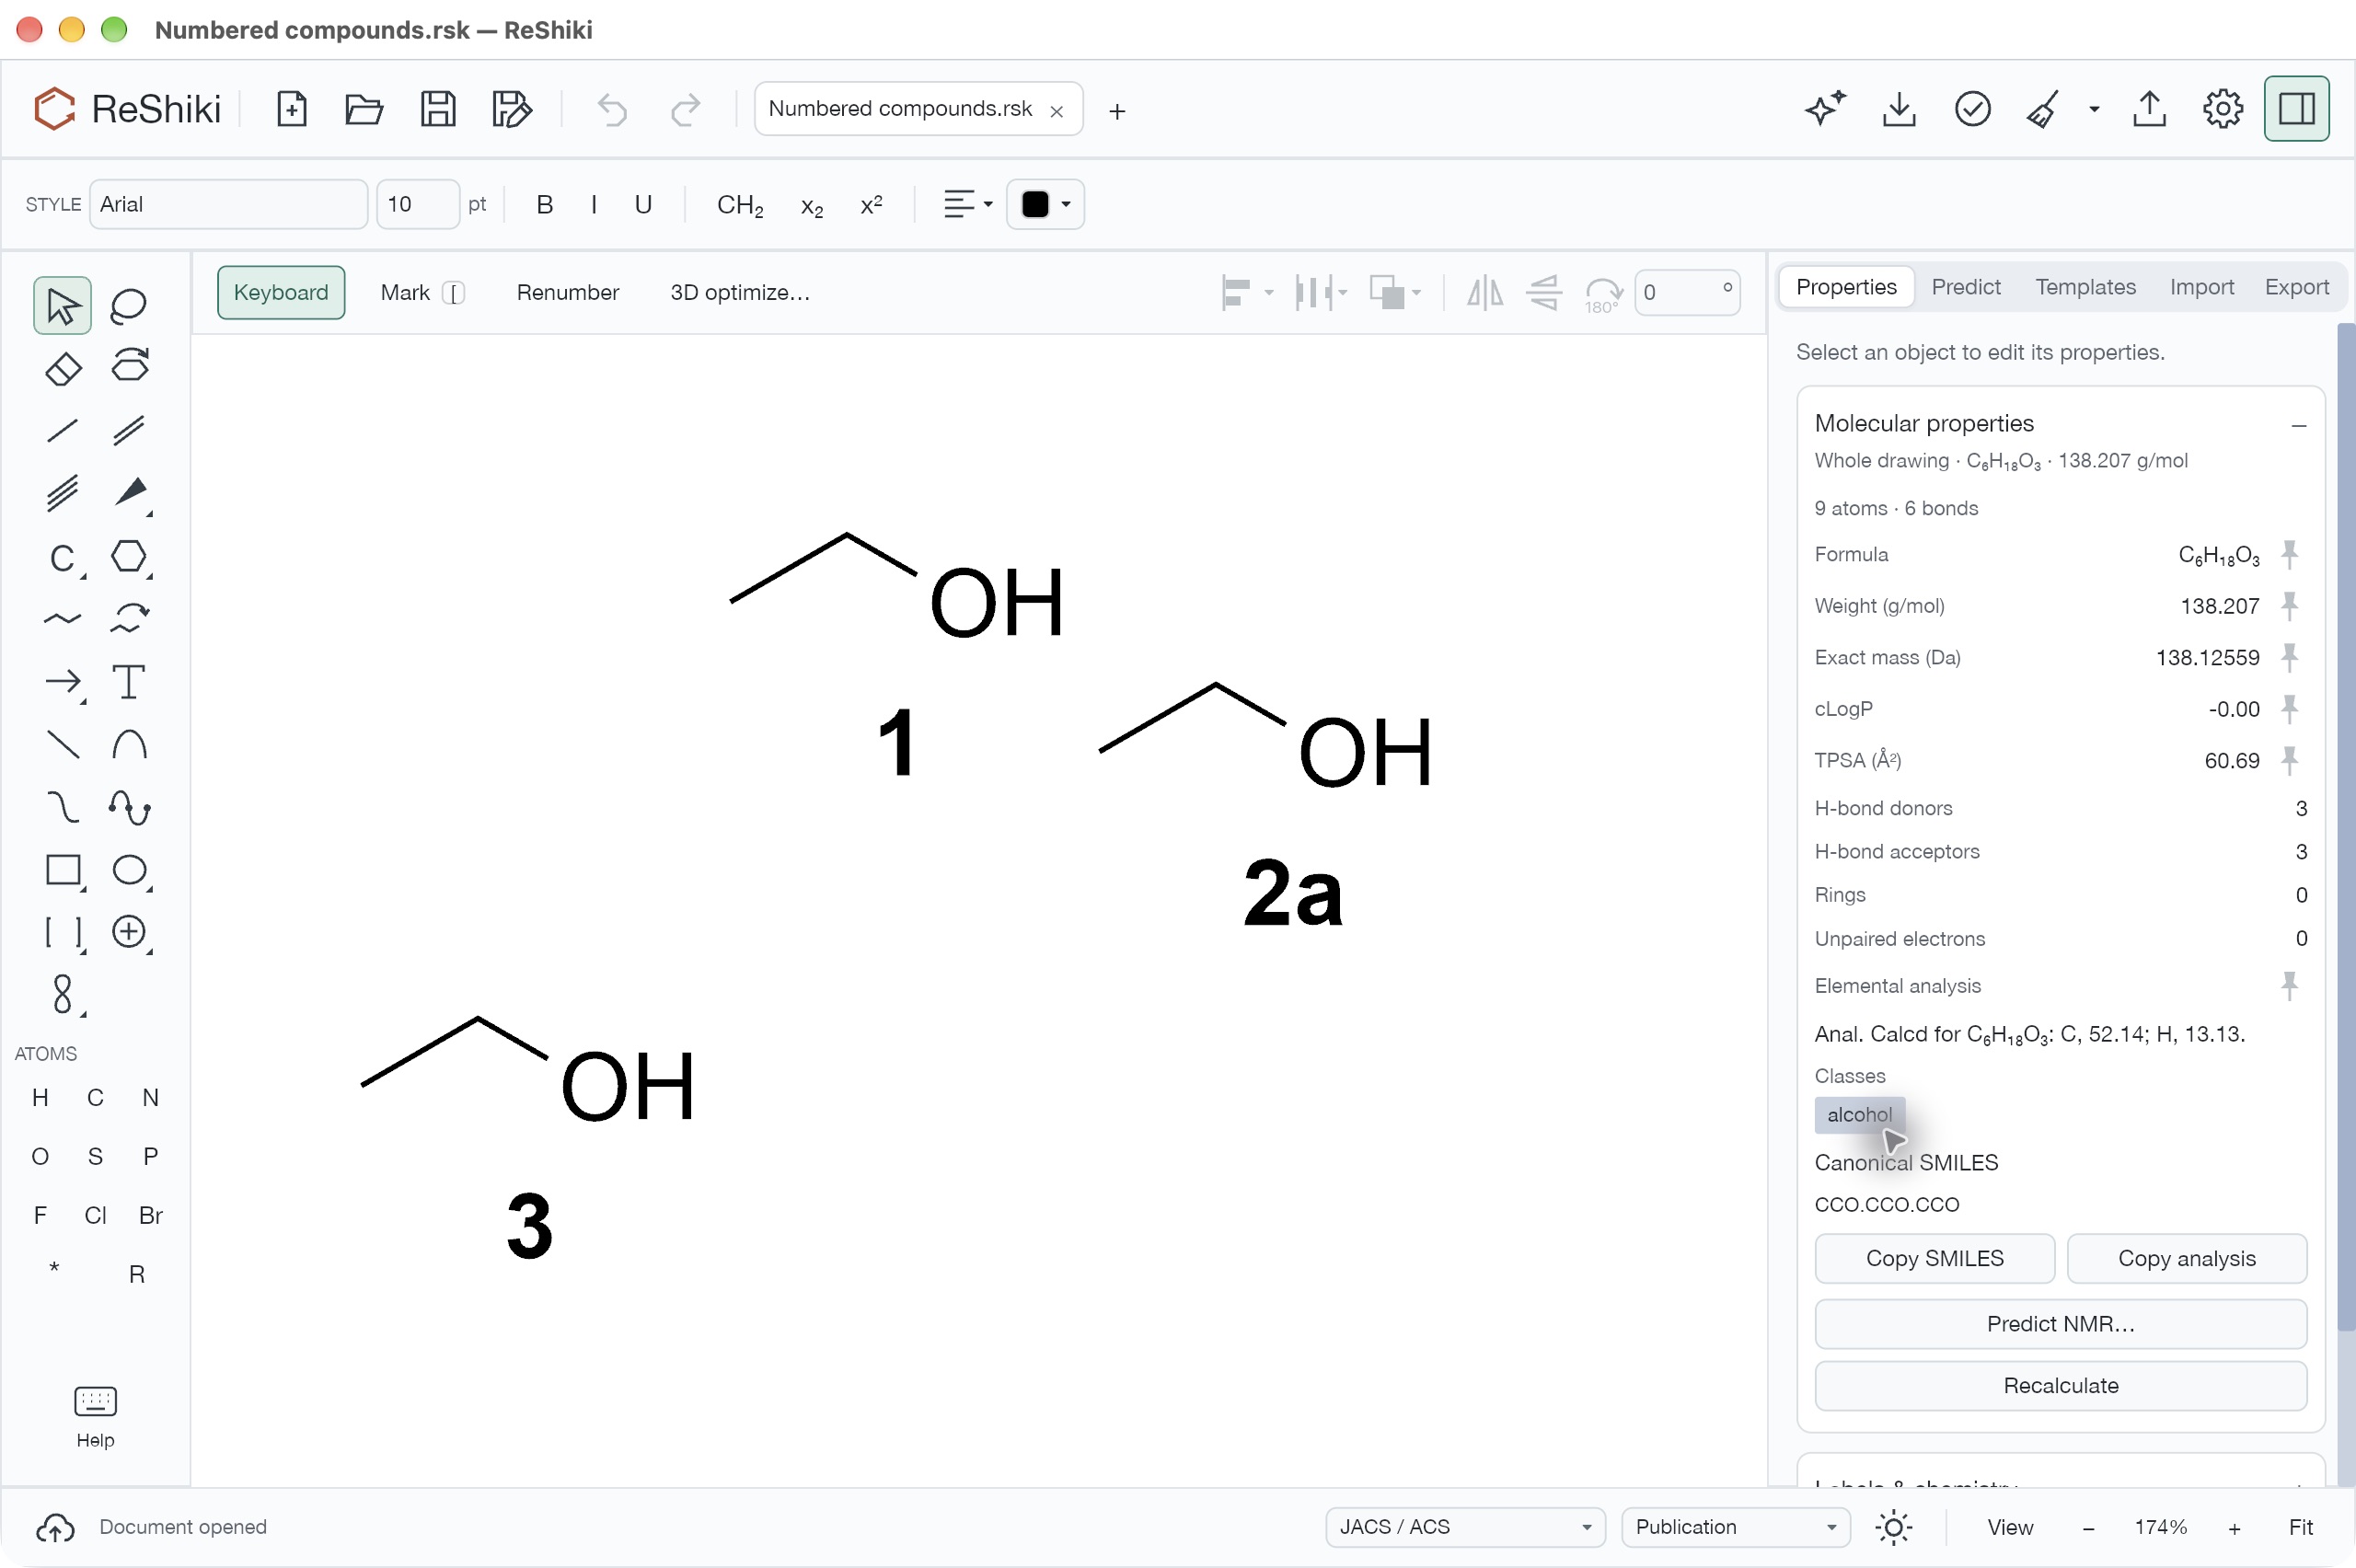 Numbered compounds.rsk — ReShiki
ReShiki
Numbered compounds.rsk × +
STYLE Arial 10 pt B I U CH₂ x₂ x²
Keyboard Mark [ Renumber 3D optimize... 180° 0 °
Properties Predict Templates Import Export
Select an object to edit its properties.
Molecular properties –
Whole drawing · C₆H₁₈O₃ · 138.207 g/mol
9 atoms · 6 bonds
Formula C₆H₁₈O₃
Weight (g/mol) 138.207
Exact mass (Da) 138.12559
cLogP -0.00
TPSA (Å²) 60.69
H-bond donors 3
H-bond acceptors 3
Rings 0
Unpaired electrons 0
Elemental analysis
Anal. Calcd for C₆H₁₈O₃: C, 52.14; H, 13.13.
Classes
alcohol
Canonical SMILES
CCO.CCO.CCO
Copy SMILES Copy analysis
Predict NMR...
Recalculate
Labels & chemistry
C
T
[ ]
ATOMS
H C N
O S P
F Cl Br
* R
Help
OH
1
OH
2a
OH
3
Document opened
JACS / ACS Publication View – 174% + Fit